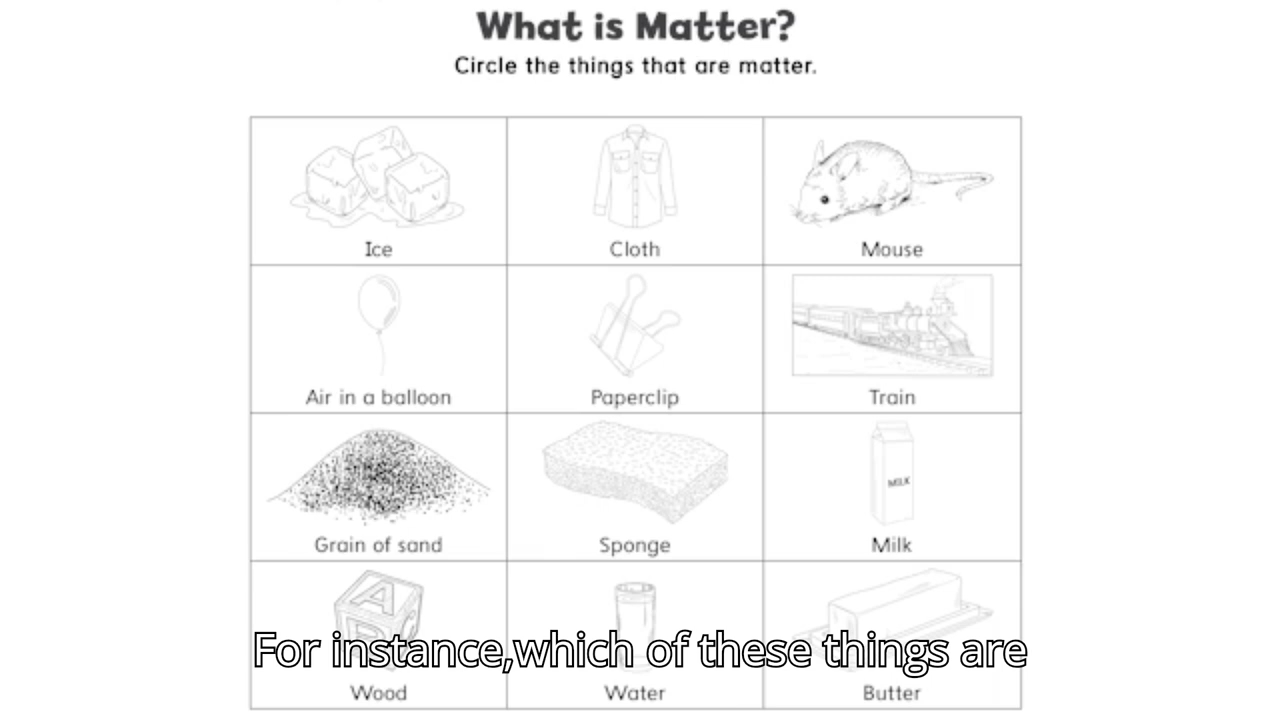 What is Matter?
Circle the things that are matter.
Ice
Cloth
Mouse
Air in a balloon
Paperclip
Train
MILK
Grain of sand
Sponge
Milk
A
For instance,which of these things are
Wood
Water
Butter